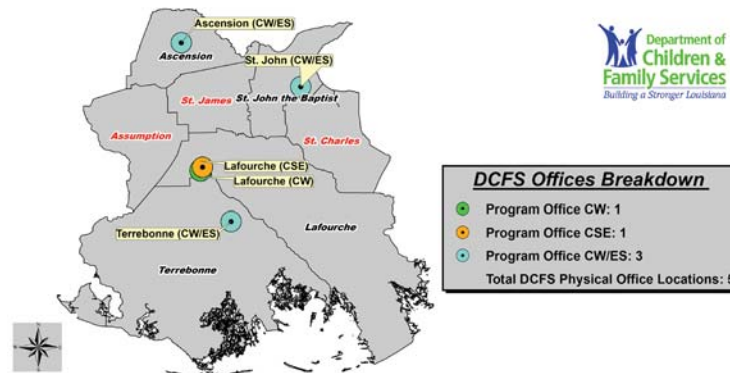 Ascension (CW/ES)
Ascension
St. John (CW/ES)
St. James
St. John the Baptist
Assumption
St. Charles
Lafourche (CSE)
Lafourche (CW)
Lafourche
Terrebonne (CW/ES)
Terrebonne
Department of
Children &
Family Services
Building a Stronger Louisiana
DCFS Offices Breakdown
Program Office CW: 1
Program Office CSE: 1
Program Office CW/ES: 3
Total DCFS Physical Office Locations: 5